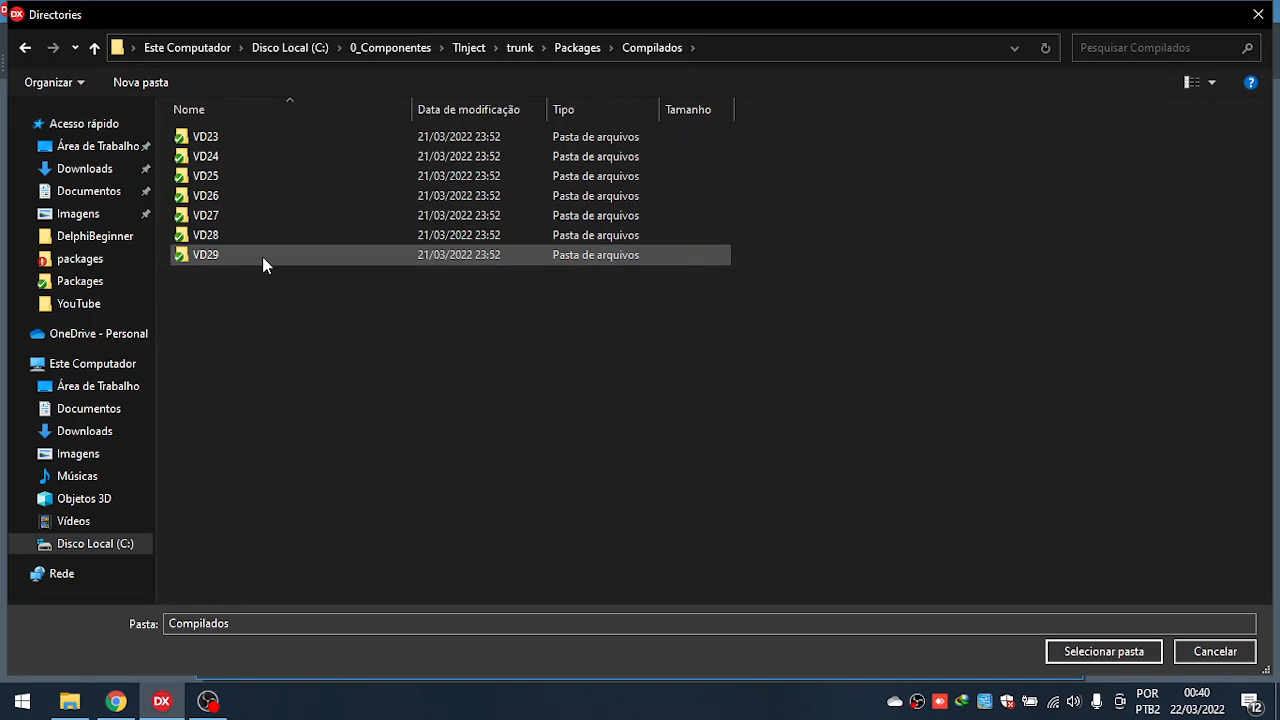 DX Directories
Este Computador > Disco Local (C:) > 0_Componentes > TInject > trunk > Packages > Compilados >
Pesquisar Compilados
Organizar
Nova pasta
?
Nome
Data de modificação
Tipo
Tamanho
VD23 21/03/2022 23:52 Pasta de arquivos
VD24 21/03/2022 23:52 Pasta de arquivos
VD25 21/03/2022 23:52 Pasta de arquivos
VD26 21/03/2022 23:52 Pasta de arquivos
VD27 21/03/2022 23:52 Pasta de arquivos
VD28 21/03/2022 23:52 Pasta de arquivos
VD29 21/03/2022 23:52 Pasta de arquivos
Acesso rápido
Área de Trabalho
Downloads
Documentos
Imagens
DelphiBeginner
packages
Packages
YouTube
OneDrive - Personal
Este Computador
Área de Trabalho
Documentos
Downloads
Imagens
Músicas
Objetos 3D
Vídeos
Disco Local (C:)
Rede
Pasta: Compilados
Selecionar pasta
Cancelar
DX
POR
PTB2
00:40
22/03/2022
12